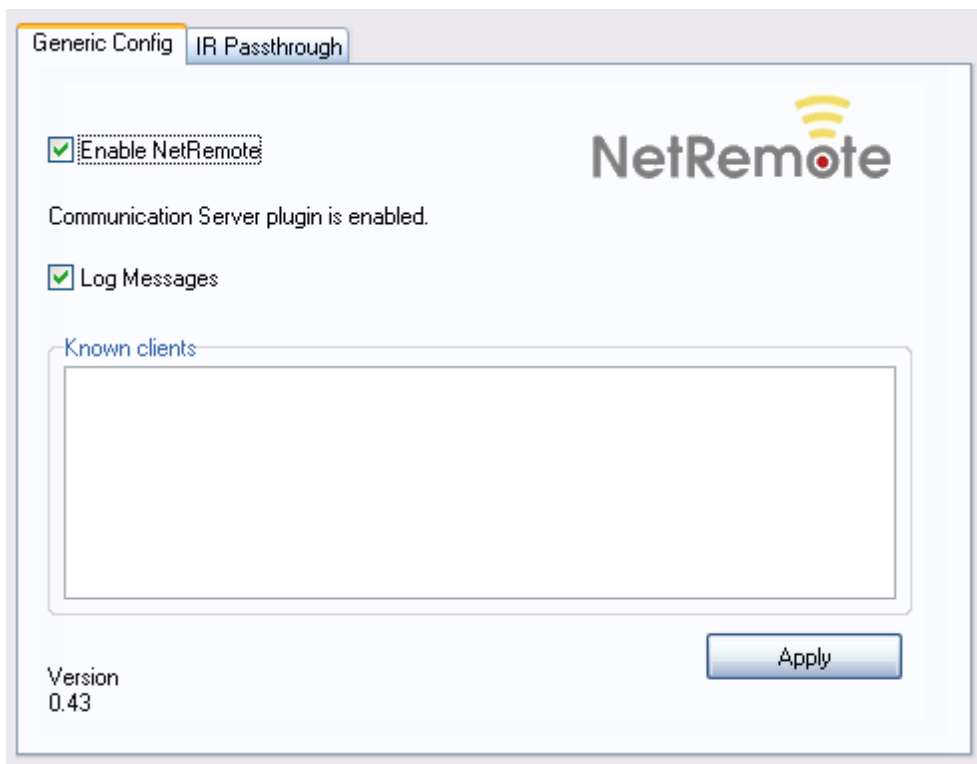 Generic Config
IR Passthrough
NetRemote
Enable NetRemote
Communication Server plugin is enabled.
Log Messages
Known clients
Apply
Version
0.43